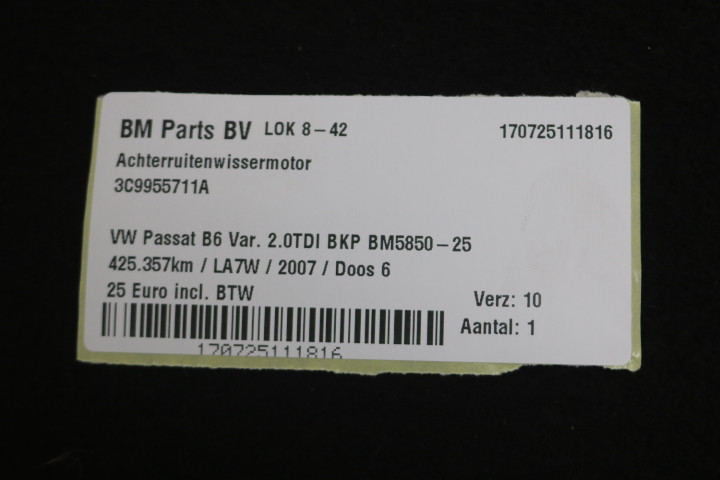 BM Parts BV LOK 8-42 170725111816
Achterruitenwissermotor
3C9955711A
VW Passat B6 Var. 2.0TDI BKP BM5850-25
425.357km / LA7W / 2007 / Doos 6
25 Euro incl. BTW
Verz: 10
Aantal: 1
170725111816